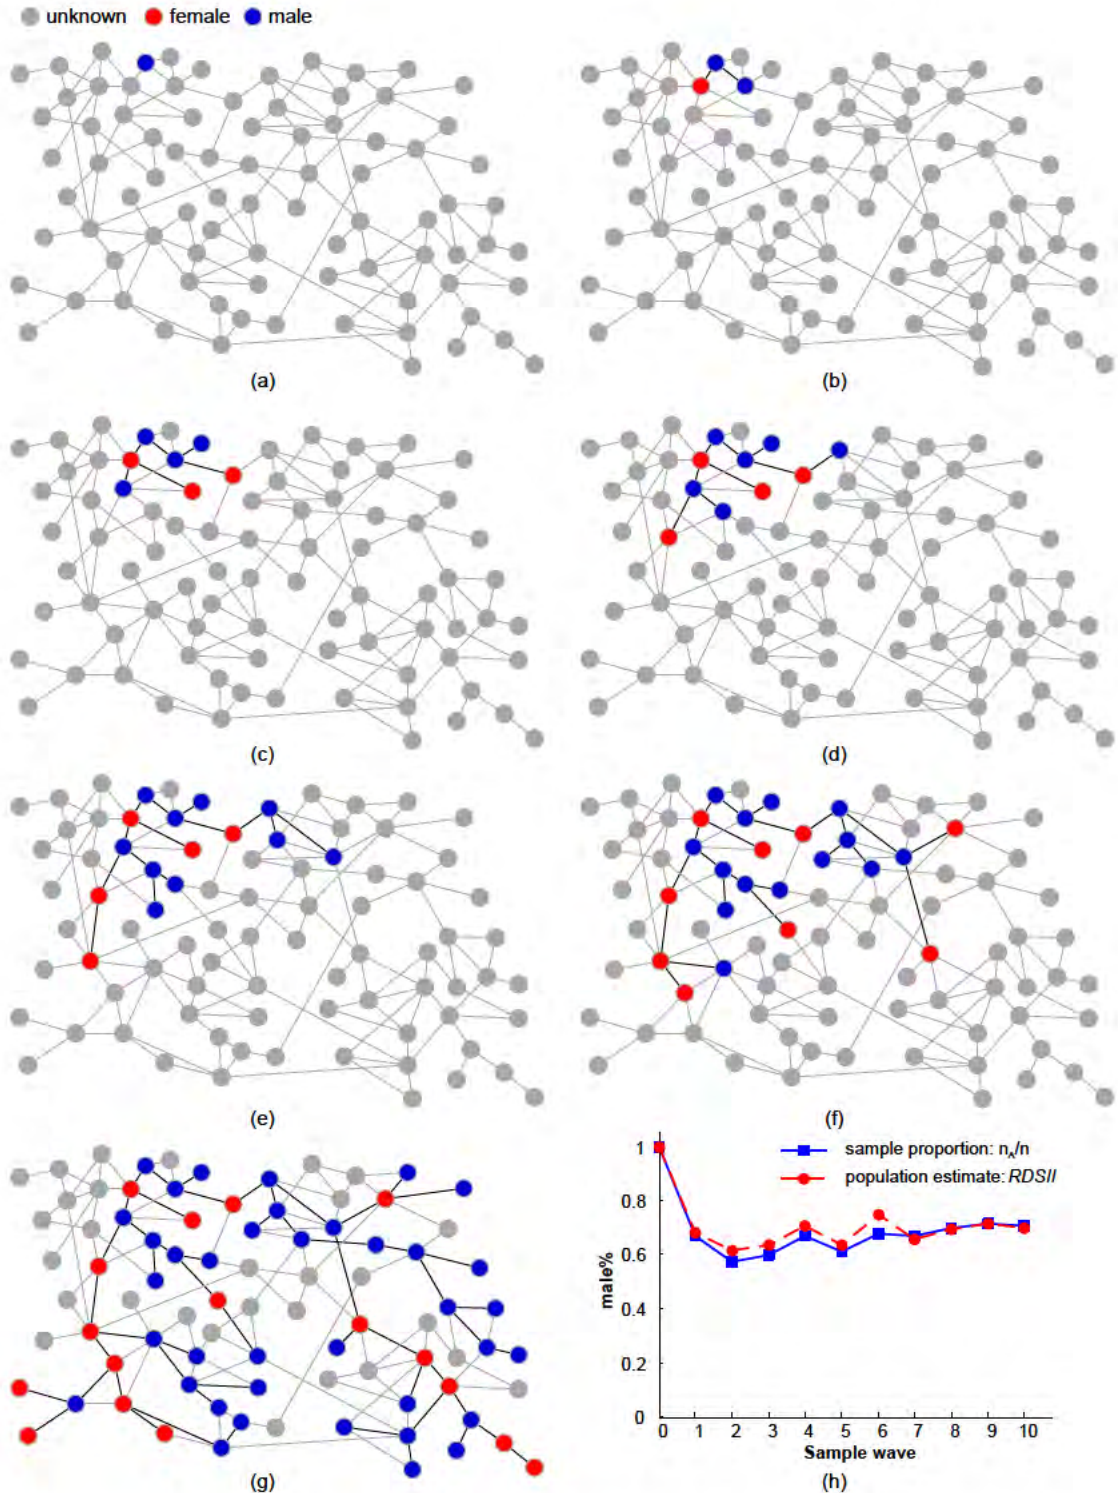 unknown female male
(a) (b)
(c) (d)
(e) (f)
1
sample proportion: nA/n
population estimate: RDSII
0.8
0.6
0.4
0.2
0
male%
0 1 2 3 4 5 6 7 8 9 10
Sample wave
(g) (h)